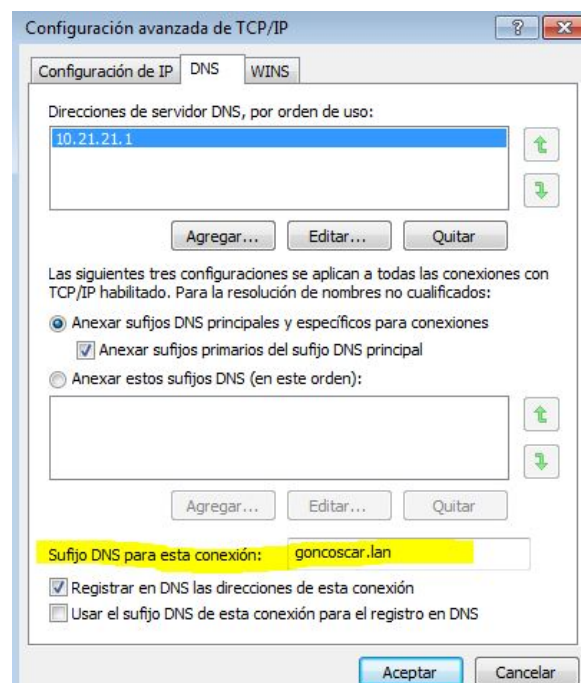 Configuración avanzada de TCP/IP
Configuración de IP DNS WINS
Direcciones de servidor DNS, por orden de uso:
10.21.21.1
Agregar... Editar... Quitar
Las siguientes tres configuraciones se aplican a todas las conexiones con
TCP/IP habilitado. Para la resolución de nombres no cualificados:
Anexar sufijos DNS principales y específicos para conexiones
Anexar sufijos primarios del sufijo DNS principal
Anexar estos sufijos DNS (en este orden):
Agregar... Editar... Quitar
Sufijo DNS para esta conexión: goncoscar.lan
Registrar en DNS las direcciones de esta conexión
Usar el sufijo DNS de esta conexión para el registro en DNS
Aceptar Cancelar